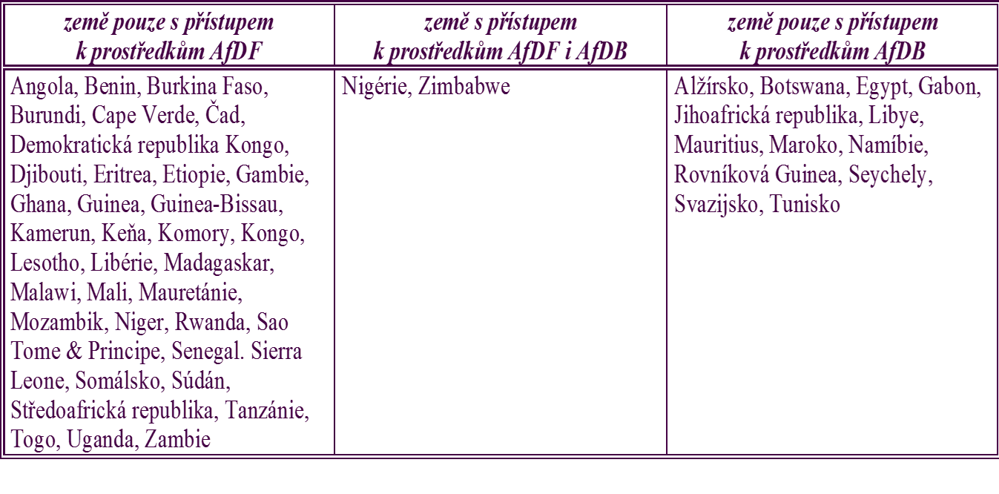 země pouze s přístupem
k prostředkům AfDF
země s přístupem
k prostředkům AfDF i AfDB
země pouze s přístupem
k prostředkům AfDB
Angola, Benin, Burkina Faso,
Burundi, Cape Verde, Čad,
Demokratická republika Kongo,
Djibouti, Eritrea, Etiopie, Gambie,
Ghana, Guinea, Guinea-Bissau,
Kamerun, Keňa, Komory, Kongo,
Lesotho, Libérie, Madagaskar,
Malawi, Mali, Mauretánie,
Mozambik, Niger, Rwanda, Sao
Tome & Principe, Senegal. Sierra
Leone, Somálsko, Súdán,
Středoafrická republika, Tanzánie,
Togo, Uganda, Zambie
Nigérie, Zimbabwe
Alžírsko, Botswana, Egypt, Gabon,
Jihoafrická republika, Libye,
Mauritius, Maroko, Namíbie,
Rovníková Guinea, Seychely,
Svazijsko, Tunisko